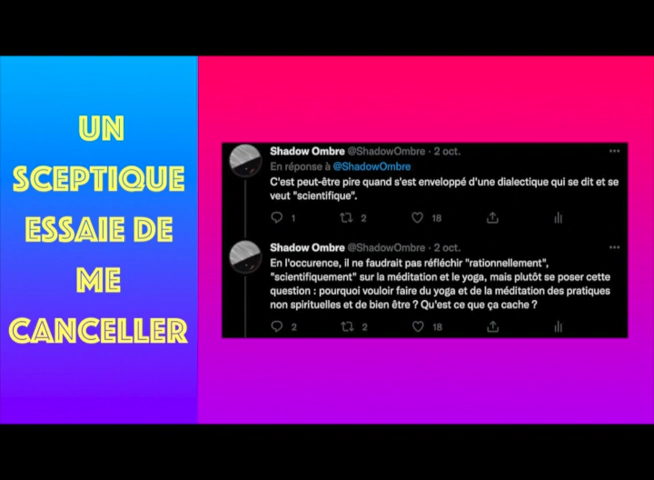 UN
SCEPTIQUE
ESSAIE DE
ME
CANCELLER
Shadow Ombre @ShadowOmbre · 2 oct.
En réponse à @ShadowOmbre
C'est peut-être pire quand s'est enveloppé d'une dialectique qui se dit et se
veut "scientifique".
1 2 18
Shadow Ombre @ShadowOmbre · 2 oct.
En l'occurence, il ne faudrait pas réfléchir "rationnellement",
"scientifiquement" sur la méditation et le yoga, mais plutôt se poser cette
question : pourquoi vouloir faire du yoga et de la méditation des pratiques
non spirituelles et de bien être ? Qu'est ce que ça cache ?
2 2 18